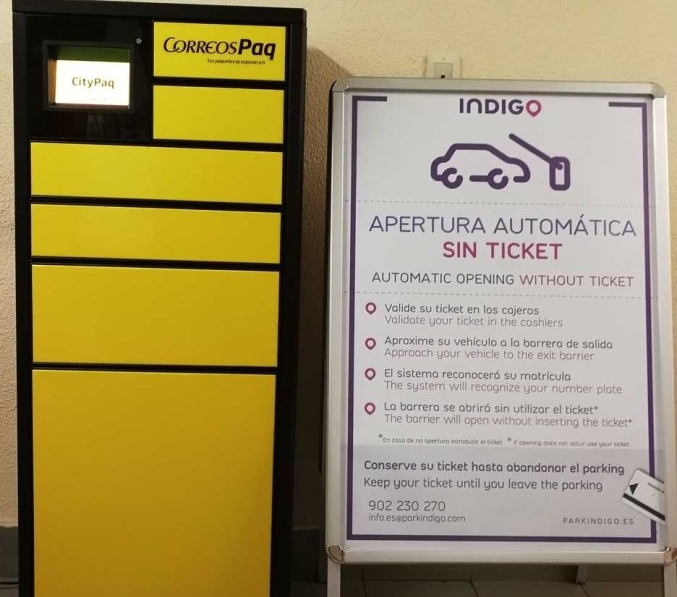 CityPaq
CORREOSPaq
Tus paquetes te esperan a ti
INDIGO
APERTURA AUTOMÁTICA
SIN TICKET
AUTOMATIC OPENING WITHOUT TICKET
Valide su ticket en los cajeros
Validate your ticket in the cashiers
Aproxime su vehículo a la barrera de salida
Approach your vehicle to the exit barrier
El sistema reconocerá su matrícula
The system will recognize your number plate
La barrera se abrirá sin utilizar el ticket*
The barrier will open without inserting the ticket*
*En caso de no apertura introducir el ticket * If opening does not occur use your ticket
Conserve su ticket hasta abandonar el parking
Keep your ticket until you leave the parking
902 230 270
info.es@parkindigo.com
PARKINDIGO.ES